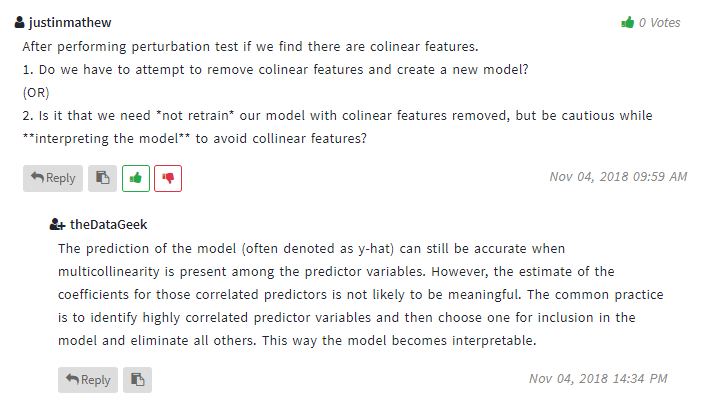 justinmathew
0 Votes
After performing perturbation test if we find there are colinear features.
1. Do we have to attempt to remove colinear features and create a new model?
(OR)
2. Is it that we need *not retrain* our model with colinear features removed, but be cautious while
**interpreting the model** to avoid collinear features?
Reply
Nov 04, 2018 09:59 AM
theDataGeek
The prediction of the model (often denoted as y-hat) can still be accurate when
multicollinearity is present among the predictor variables. However, the estimate of the
coefficients for those correlated predictors is not likely to be meaningful. The common practice
is to identify highly correlated predictor variables and then choose one for inclusion in the
model and eliminate all others. This way the model becomes interpretable.
Reply
Nov 04, 2018 14:34 PM